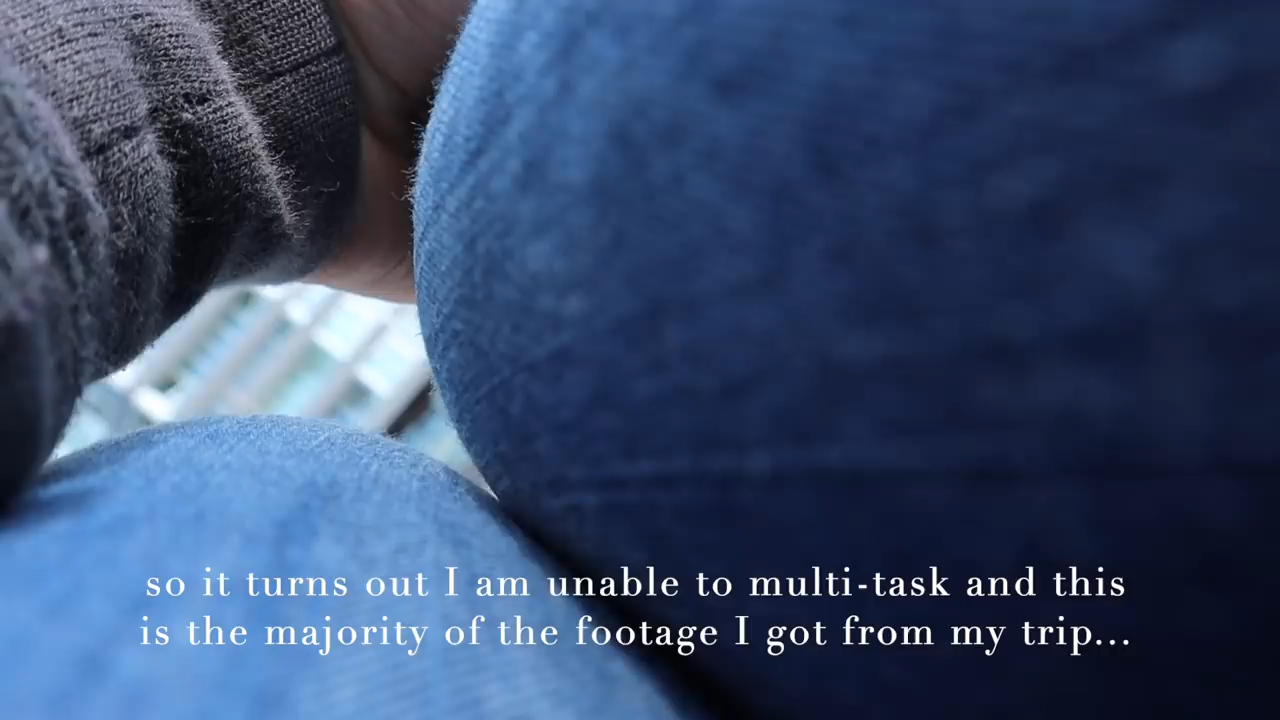 so it turns out I am unable to multi-task and this
is the majority of the footage I got from my trip...